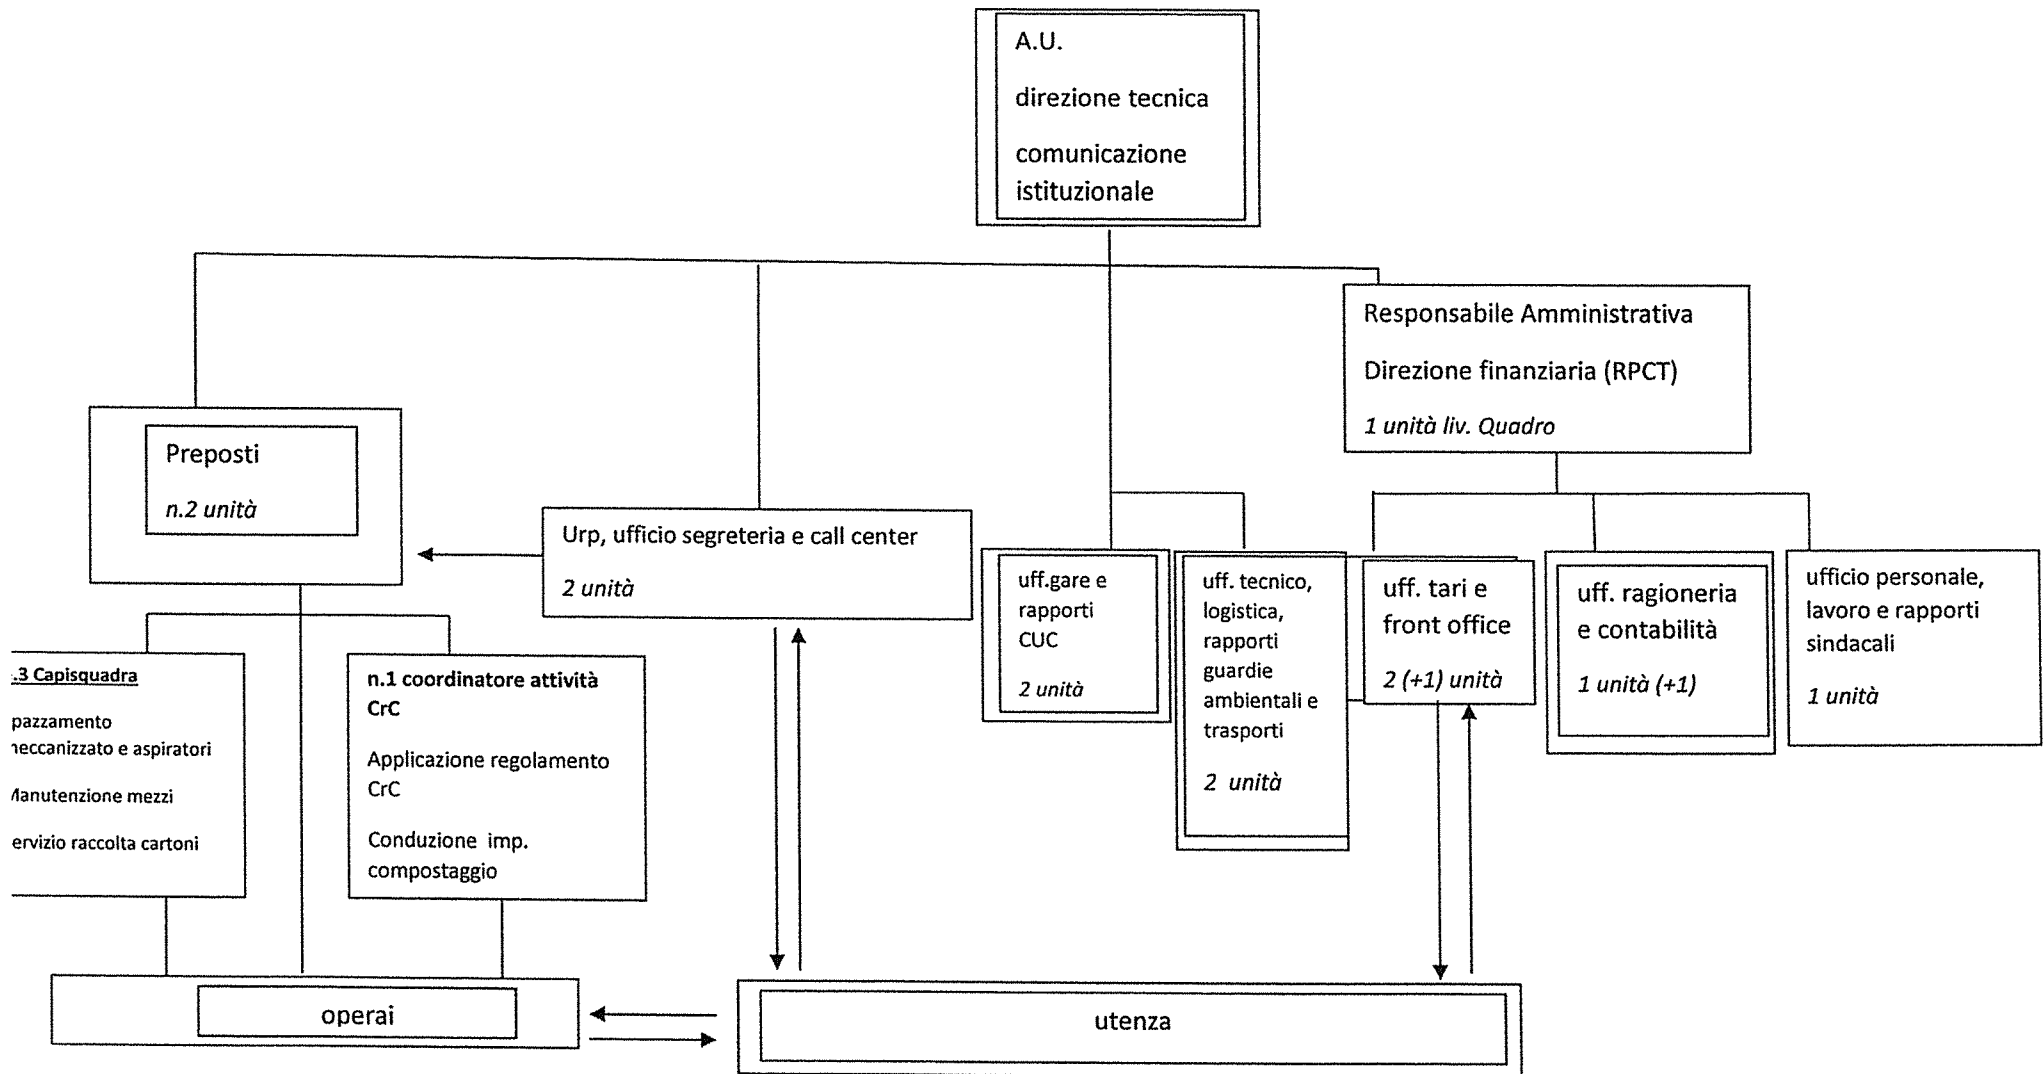 A.U.
direzione tecnica
comunicazione
istituzionale
Responsabile Amministrativa
Direzione finanziaria (RPCT)
1 unità liv. Quadro
Preposti
n.2 unità
Urp, ufficio segreteria e call center
2 unità
uff.gare e
rapporti
CUC
2 unità
uff. tecnico,
logistica,
rapporti
guardie
ambientali e
trasporti
2 unità
uff. tari e
front office
2 (+1) unità
uff. ragioneria
e contabilità
1 unità (+1)
ufficio personale,
lavoro e rapporti
sindacali
1 unità
.3 Capisquadra
pazzamento
eccanizzato e aspiratori
anutenzione mezzi
ervizio raccolta cartoni
n.1 coordinatore attività
CrC
Applicazione regolamento
CrC
Conduzione imp.
compostaggio
operai
utenza